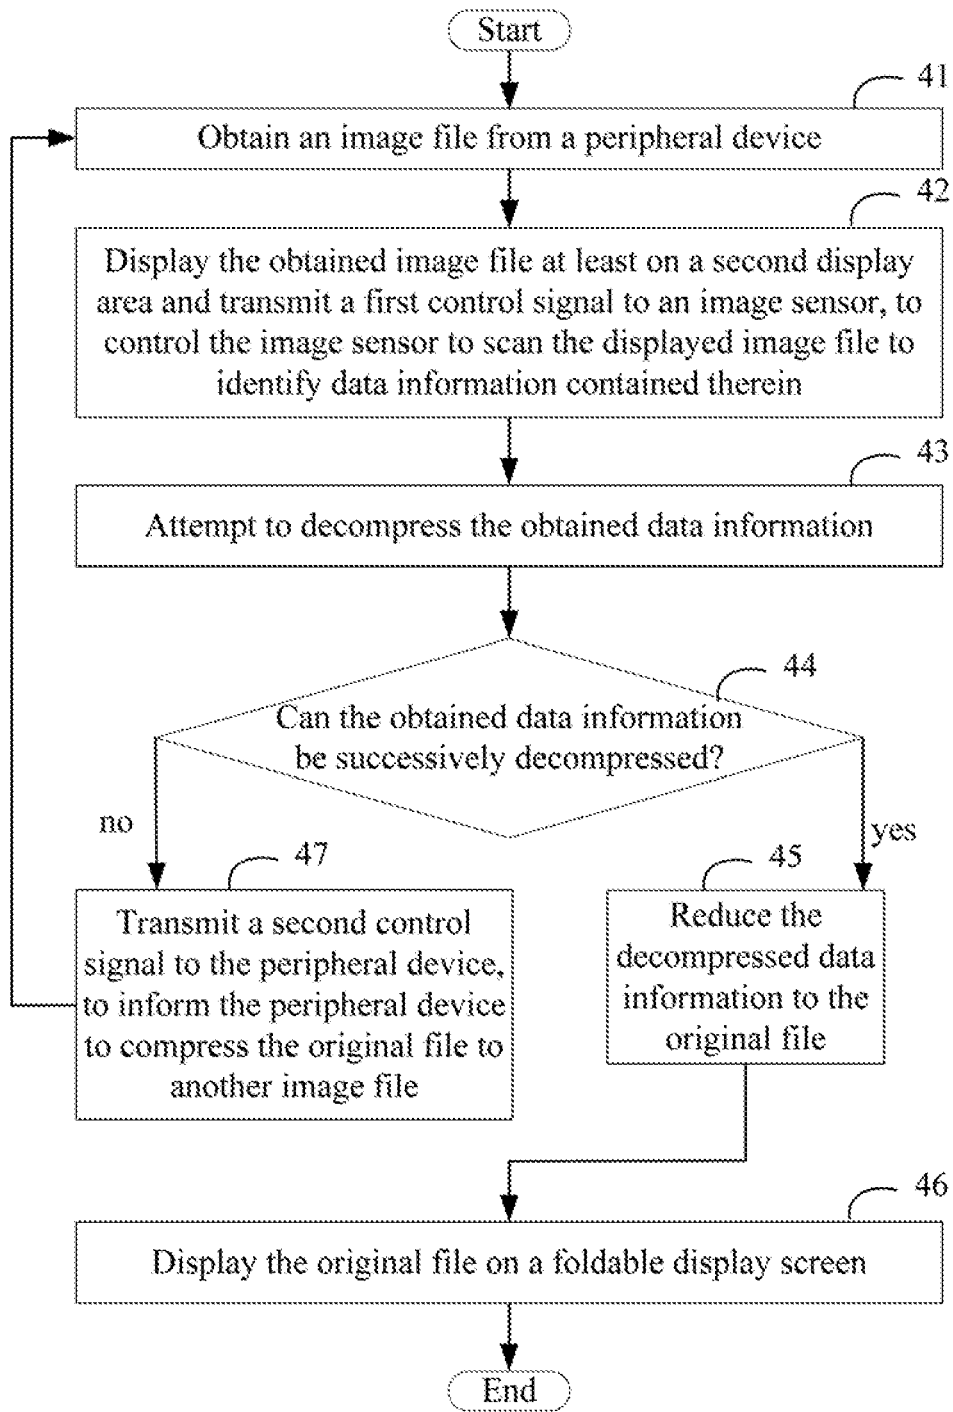 Start
41
Obtain an image file from a peripheral device
42
Display the obtained image file at least on a second display
area and transmit a first control signal to an image sensor, to
control the image sensor to scan the displayed image file to
identify data information contained therein
43
Attempt to decompress the obtained data information
44
Can the obtained data information
be successively decompressed?
no
yes
47
Transmit a second control
signal to the peripheral device,
to inform the peripheral device
to compress the original file to
another image file
45
Reduce the
decompressed data
information to the
original file
46
Display the original file on a foldable display screen
End